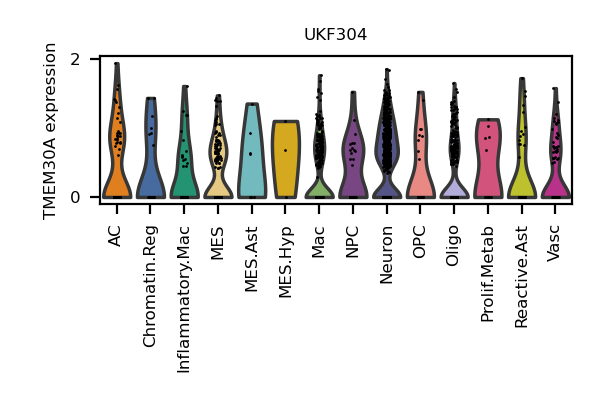 UKF304
TMEM30A expression
2
0
AC
Chromatin.Reg
Inflammatory.Mac
MES
MES.Ast
MES.Hyp
Mac
NPC
Neuron
OPC
Oligo
Prolif.Metab
Reactive.Ast
Vasc